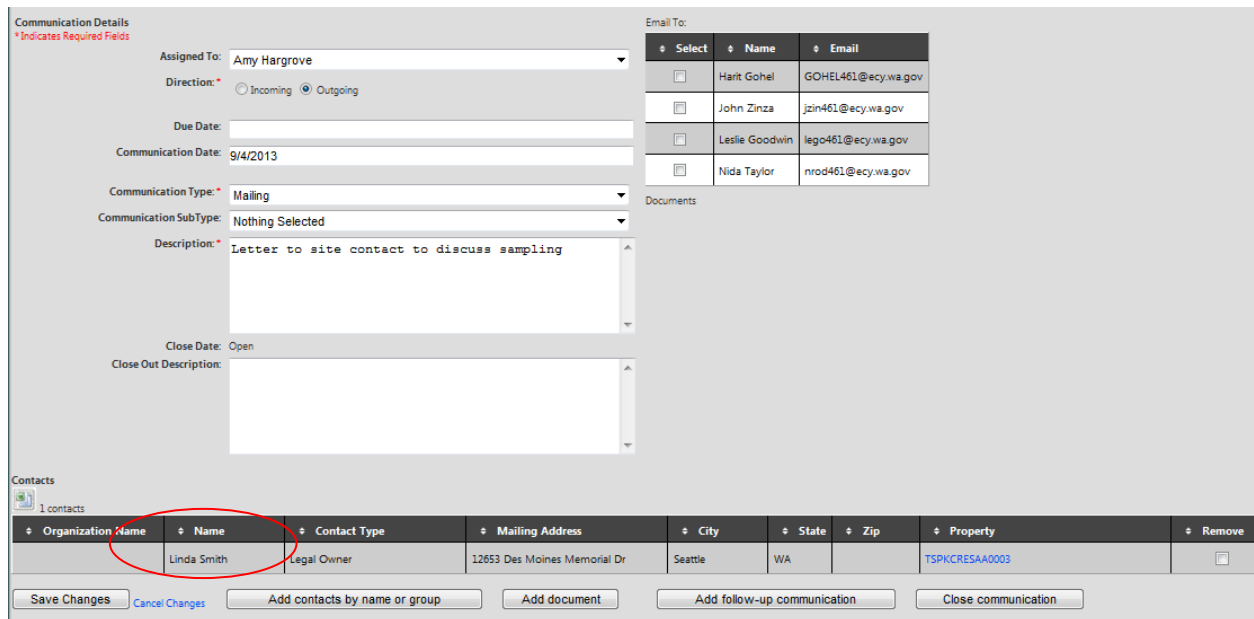 Communication Details
*Indicates Required Fields
Assigned To: Amy Hargrove
Direction:* Incoming Outgoing
Due Date:
Communication Date: 9/4/2013
Communication Type:* Mailing
Communication SubType: Nothing Selected
Description:* Letter to site contact to discuss sampling
Close Date: Open
Close Out Description:
Email To:
Select Name Email
Harit Gohel GOHEL461@ecy.wa.gov
John Zinza jzin461@ecy.wa.gov
Leslie Goodwin lego461@ecy.wa.gov
Nida Taylor nrod461@ecy.wa.gov
Documents
Contacts
1 contacts
Organization Name Name Contact Type Mailing Address City State Zip Property Remove
Linda Smith Legal Owner 12653 Des Moines Memorial Dr Seattle WA TSPKCRESAA0003
Save Changes Cancel Changes Add contacts by name or group Add document Add follow-up communication Close communication